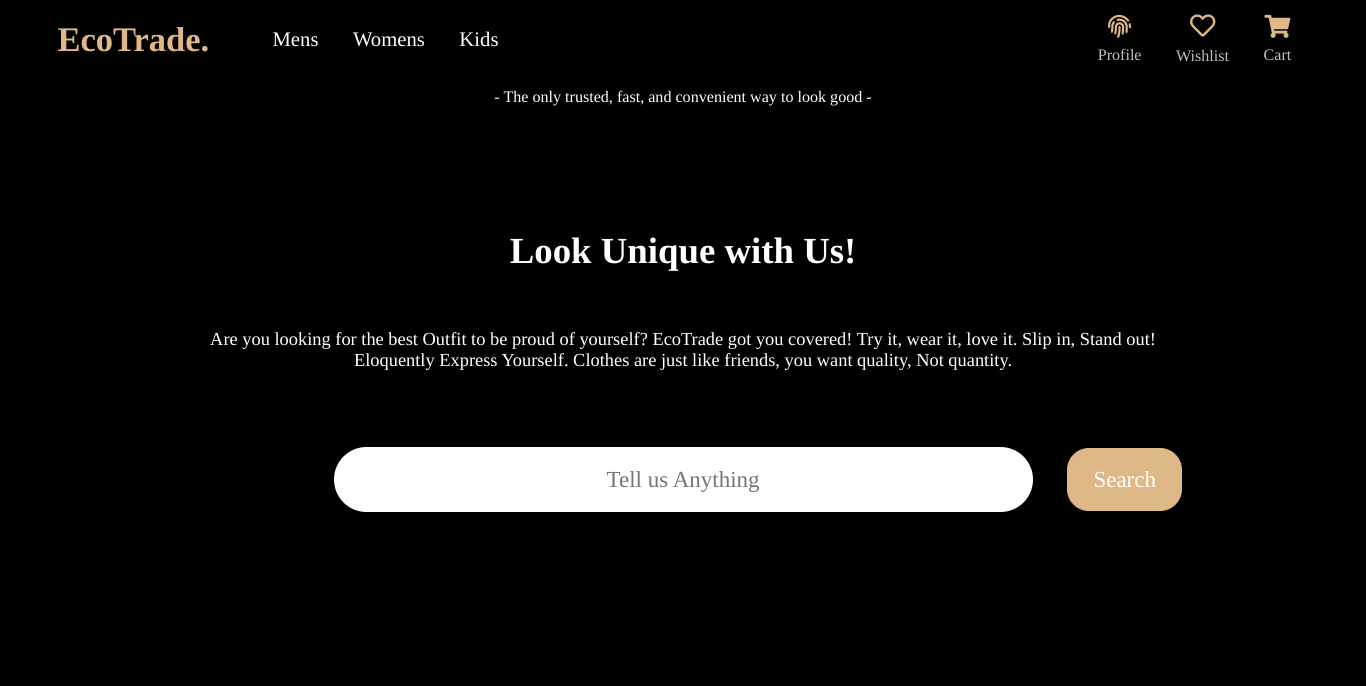 EcoTrade.
Mens Womens Kids
Profile Wishlist Cart
- The only trusted, fast, and convenient way to look good -
Look Unique with Us!
Are you looking for the best Outfit to be proud of yourself? EcoTrade got you covered! Try it, wear it, love it. Slip in, Stand out!
Eloquently Express Yourself. Clothes are just like friends, you want quality, Not quantity.
Tell us Anything
Search